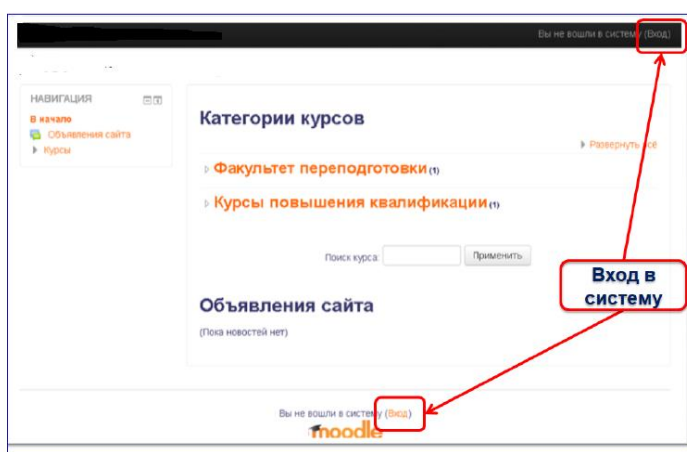 Вы не вошли в систему (Вход)
НАВИГАЦИЯ
В начало
Объявления сайта
Курсы
Категории курсов
Развернуть всё
Факультет переподготовки (1)
Курсы повышения квалификации (1)
Поиск курса: Применить
Вход в
систему
Объявления сайта
(Пока новостей нет)
Вы не вошли в систему (Вход)
moodle